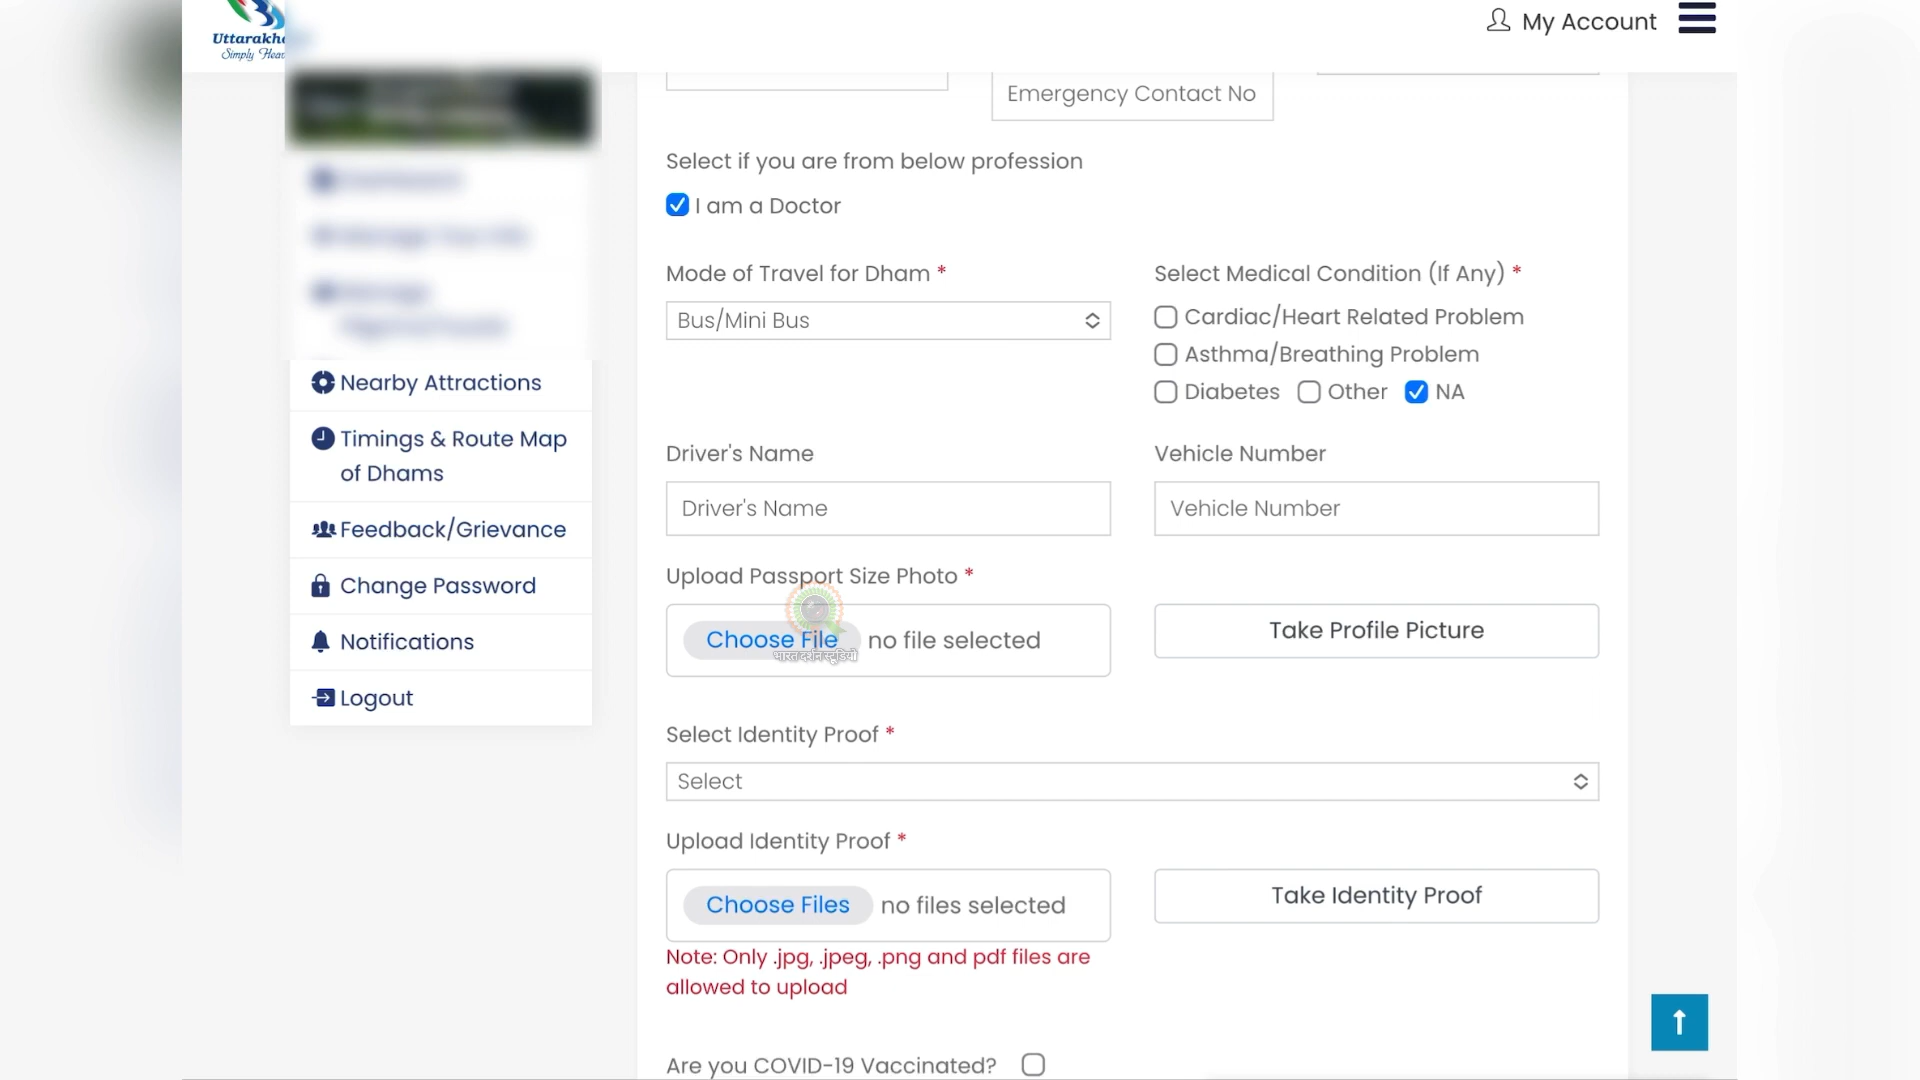 Uttarakh
Simply Hea
My Account
Emergency Contact No
Select if you are from below profession
I am a Doctor
Mode of Travel for Dham *
Select Medical Condition (If Any) *
Bus/Mini Bus
Cardiac/Heart Related Problem
Asthma/Breathing Problem
Diabetes Other NA
Nearby Attractions
Timings & Route Map
of Dhams
Feedback/Grievance
Change Password
Notifications
Logout
Driver's Name
Vehicle Number
Driver's Name
Vehicle Number
Upload Passport Size Photo *
Choose File no file selected
भारत दर्शन स्टूडियो
Take Profile Picture
Select Identity Proof *
Select
Upload Identity Proof *
Choose Files no files selected
Take Identity Proof
Note: Only .jpg, .jpeg, .png and pdf files are
allowed to upload
Are you COVID-19 Vaccinated?